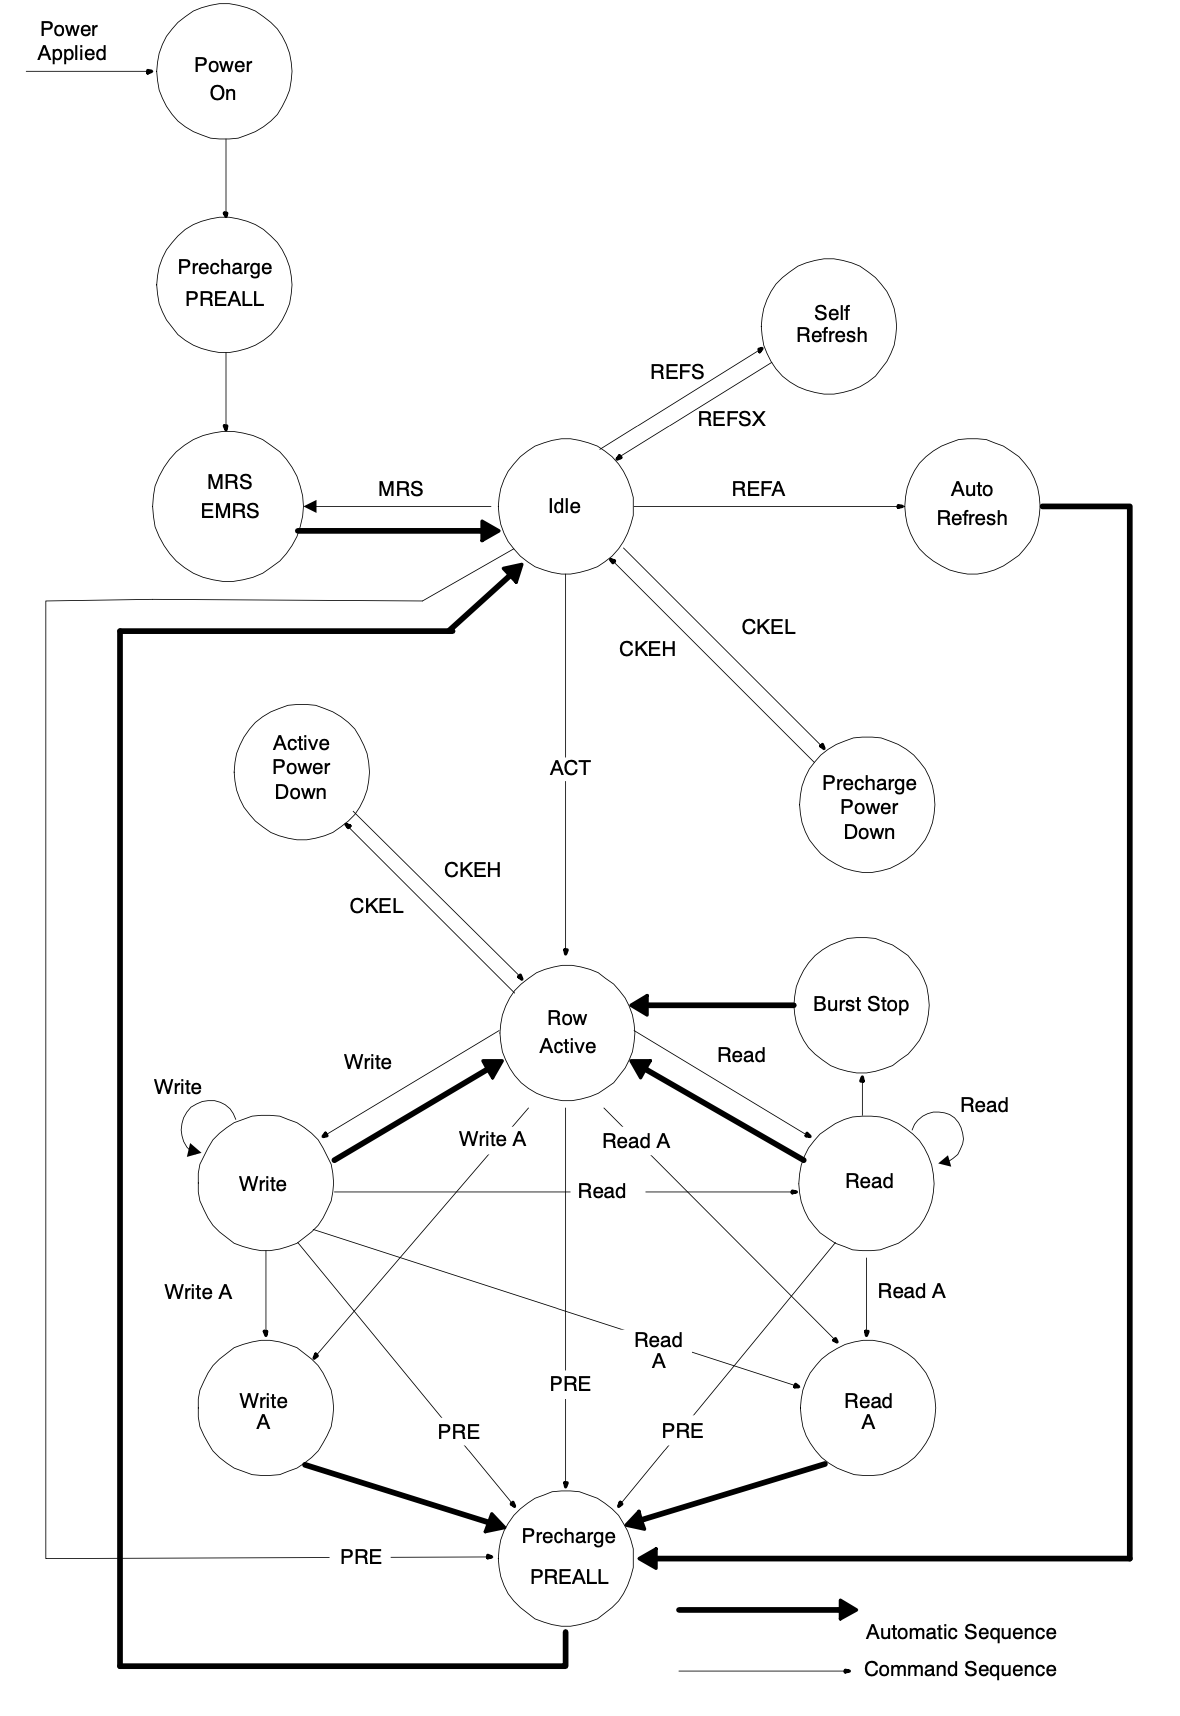 Power
Applied
Power
On
Precharge
PREALL
Self
Refresh
REFS
REFSX
MRS
EMRS
MRS
Idle
REFA
Auto
Refresh
CKEL
CKEH
Active
Power
Down
ACT
Precharge
Power
Down
CKEH
CKEL
Burst Stop
Row
Active
Write
Read
Write
Read
Write A
Read A
Write
Read
Read
Write A
Read A
Read
A
PRE
Write
A
Read
A
PRE
PRE
Precharge
PREALL
PRE
Automatic Sequence
Command Sequence